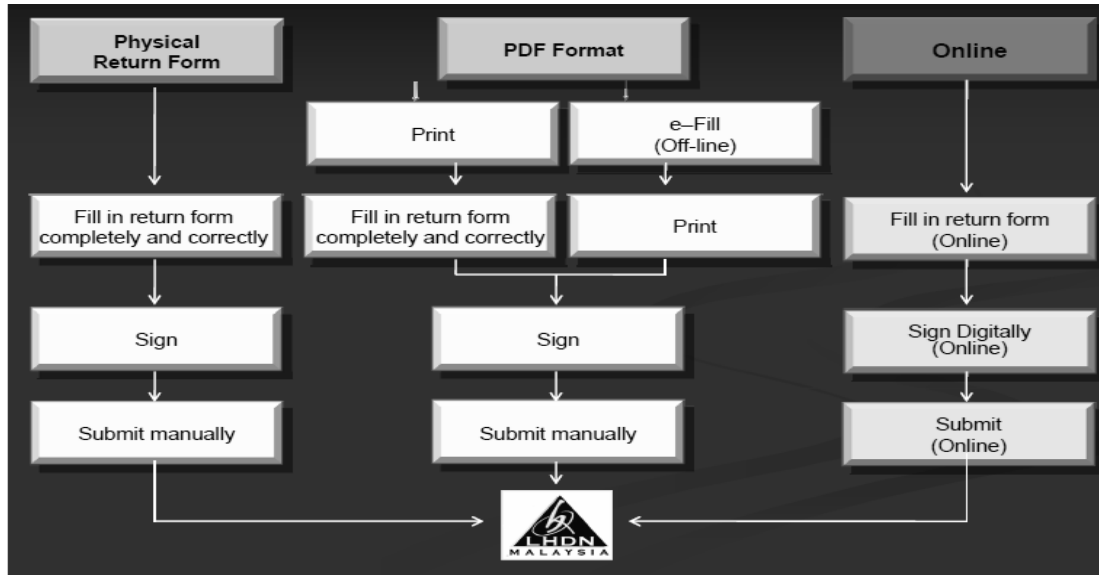 Physical
Return Form
PDF Format
Online
Print
e–Fill
(Off-line)
Fill in return form
completely and correctly
Fill in return form
completely and correctly
Print
Fill in return form
(Online)
Sign
Sign
Sign Digitally
(Online)
Submit manually
Submit manually
Submit
(Online)
LHDN
MALAYSIA